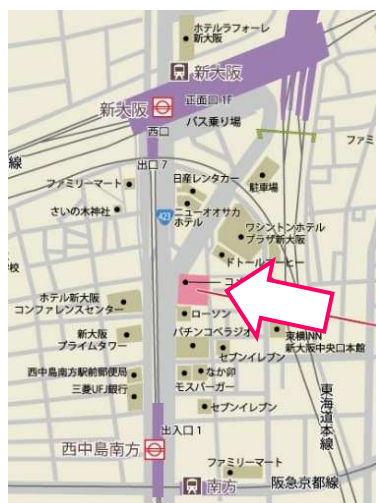 ホテルラフォーレ
新大阪
新大阪
新大阪
正面口 1F
西口
バス乗り場
線
出口 7
ファミ
ファミリーマート
日産レンタカー
駐車場
さいの木神社
423
ニューオオサカ
ホテル
ワシントンホテル
プラザ新大阪
校
ドトールコーヒー
ホテル新大阪
コンファレンスセンター
ローソン
新大阪
プライムタワー
パチンコベラジオ
東横INN
新大阪中央口本館
セブンイレブン
西中島南方駅前郵便局
なか卯
三菱UFJ銀行
モスバーガー
セブンイレブン
東海道本線
出入口 1
西中島南方
ファミリーマート
南方
阪急京都線